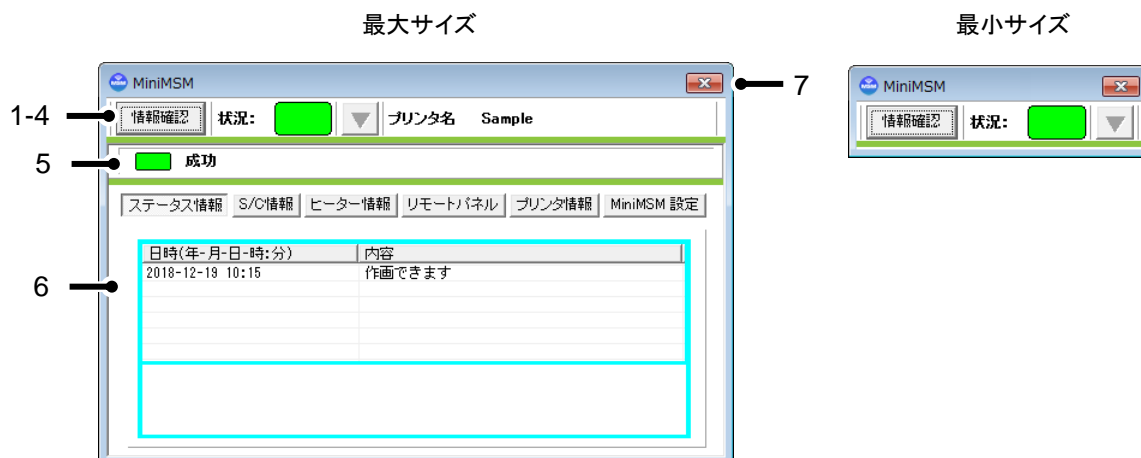 最大サイズ
最小サイズ
MiniMSM
7
MiniMSM
1-4
情報確認
状況:
プリンタ名 Sample
情報確認
状況:
5
成功
ステータス情報 S/C情報 ヒーター情報 リモートパネル プリンタ情報 MiniMSM 設定
日時(年-月-日-時:分) 内容
2018-12-19 10:15 作画できます
6